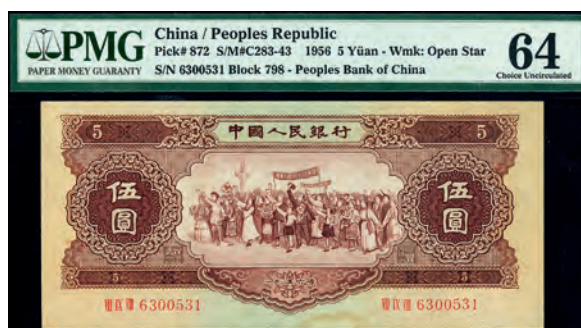 PMG
PAPER MONEY GUARANTY
China / Peoples Republic
Pick# 872 S/M#C283-43 1956 5 Yüan - Wmk: Open Star
S/N 6300531 Block 798 - Peoples Bank of China
64
Choice Uncirculated
5 中國人民銀行 5
伍圓 伍圓
5 5
6300531 6300531